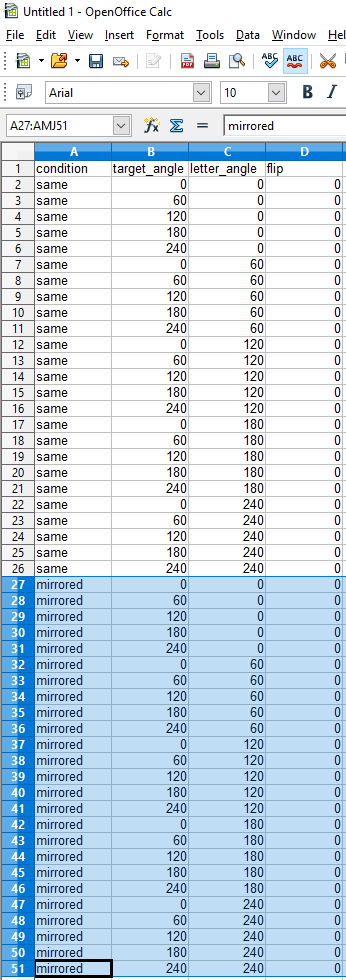 Untitled 1 - OpenOffice Calc
File Edit View Insert Format Tools Data Window Hel
ABC ABC
Arial 10 B I
A27:AMJ51 mirrored
A B C D
1 condition target_angle letter_angle flip
2 same 0 0 0
3 same 60 0 0
4 same 120 0 0
5 same 180 0 0
6 same 240 0 0
7 same 0 60 0
8 same 60 60 0
9 same 120 60 0
10 same 180 60 0
11 same 240 60 0
12 same 0 120 0
13 same 60 120 0
14 same 120 120 0
15 same 180 120 0
16 same 240 120 0
17 same 0 180 0
18 same 60 180 0
19 same 120 180 0
20 same 180 180 0
21 same 240 180 0
22 same 0 240 0
23 same 60 240 0
24 same 120 240 0
25 same 180 240 0
26 same 240 240 0
27 mirrored 0 0 0
28 mirrored 60 0 0
29 mirrored 120 0 0
30 mirrored 180 0 0
31 mirrored 240 0 0
32 mirrored 0 60 0
33 mirrored 60 60 0
34 mirrored 120 60 0
35 mirrored 180 60 0
36 mirrored 240 60 0
37 mirrored 0 120 0
38 mirrored 60 120 0
39 mirrored 120 120 0
40 mirrored 180 120 0
41 mirrored 240 120 0
42 mirrored 0 180 0
43 mirrored 60 180 0
44 mirrored 120 180 0
45 mirrored 180 180 0
46 mirrored 240 180 0
47 mirrored 0 240 0
48 mirrored 60 240 0
49 mirrored 120 240 0
50 mirrored 180 240 0
51 mirrored 240 240 0